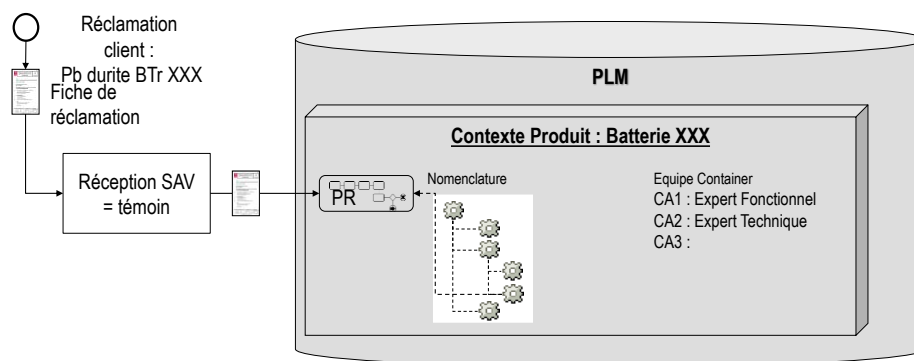 Réclamation
client :
Pb durite BTr XXX
Fiche de
réclamation
Réception SAV
= témoin
PLM
Contexte Produit : Batterie XXX
PR
Nomenclature
Equipe Container
CA1 : Expert Fonctionnel
CA2 : Expert Technique
CA3 :